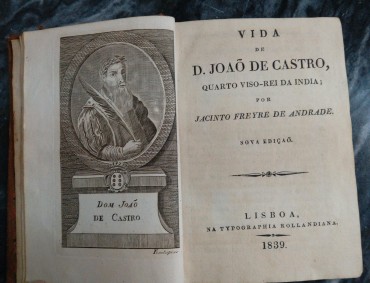 DOM JOAÕ
DE CASTRO
VIDA
DE
D. JOAÕ DE CASTRO,
QUARTO VISO-REI DA INDIA;
POR
JACINTO FREYRE DE ANDRADE.
NOVA EDIÇAÕ.
LISBOA,
NA TYPOGRAPHIA ROLLANDIANA.
1839.